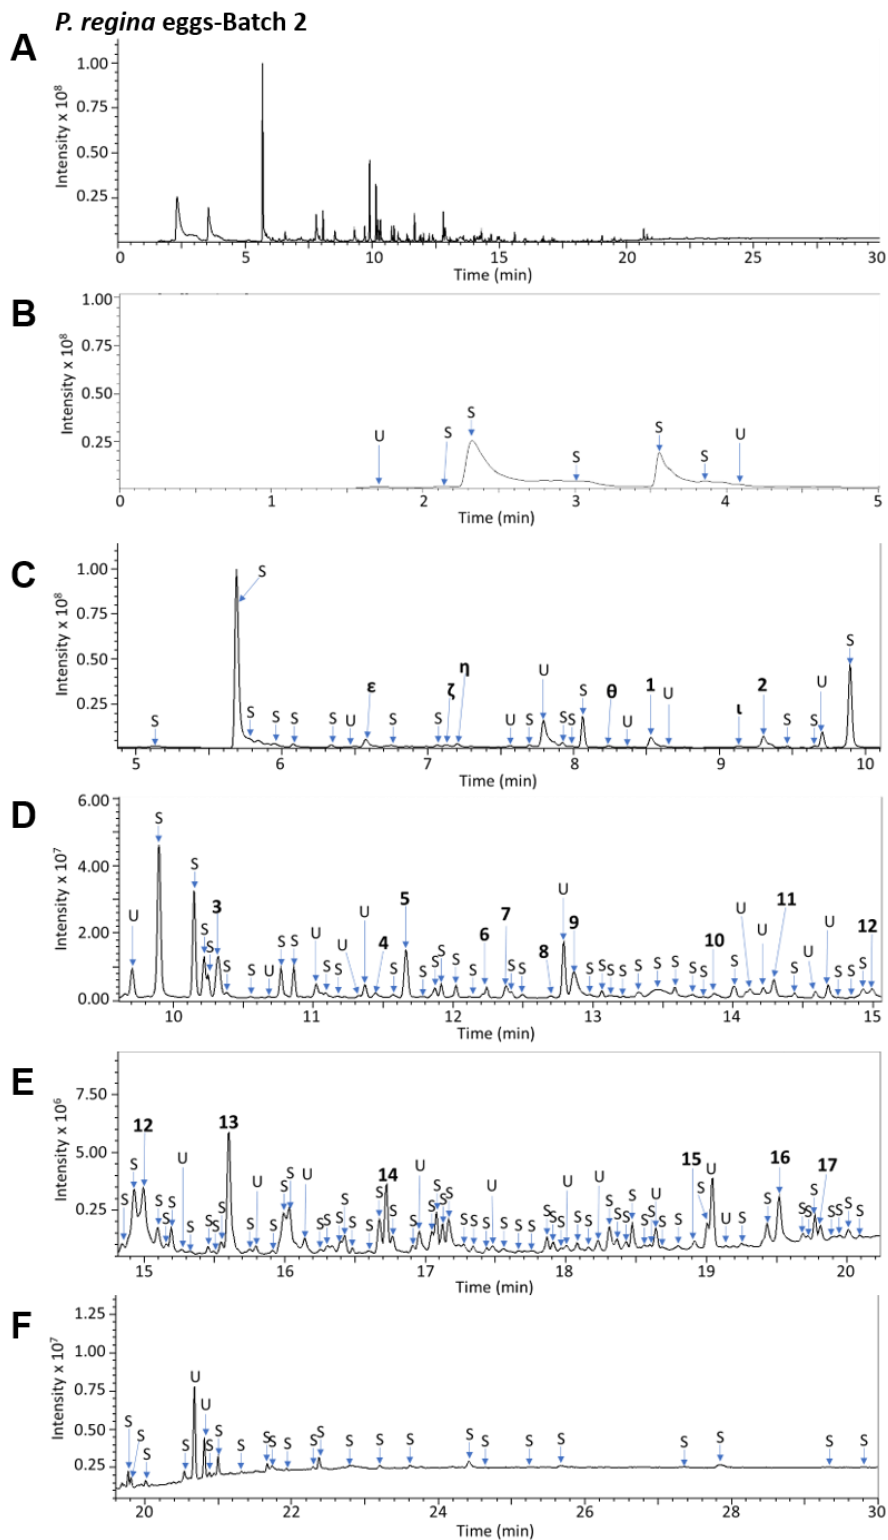 P. regina eggs-Batch 2
A
Intensity x 10⁸
1.00
0.75
0.50
0.25
0 5 10 15 20 25 30
Time (min)
B
Intensity x 10⁸
1.00
0.75
0.50
0.25
U S S S S S U
0 1 2 3 4 5
Time (min)
C
Intensity x 10⁸
1.00
0.75
0.50
0.25
S S S S S S U ε S S ζ η U S U S S S θ U 1 U ι 2 S S U S
5 6 7 8 9 10
Time (min)
D
Intensity x 10⁷
6.00
4.00
2.00
0.00
U S S S S 3 S S U S S U S S U U 4 S 5 S S S S S 6 7 S S 8 U 9 S S S S S S S S S 10 S U U 11 S U U S S S 12
10 11 12 13 14 15
Time (min)
E
Intensity x 10⁶
7.50
5.00
0.25
S S 12 S S S U S S S S 13 S U S S S U S S S S S S S 14 S S U S S S S S S S U S S S S S S U S S U S S S S S S U S S 15 S U U S S 16 S S S 17 S S S S
15 16 17 18 19 20
Time (min)
F
Intensity x 10⁷
1.25
1.00
0.75
0.50
0.25
S S S S U U S S S S S S S S S S S S S S S S S S S
20 22 24 26 28 30
Time (min)